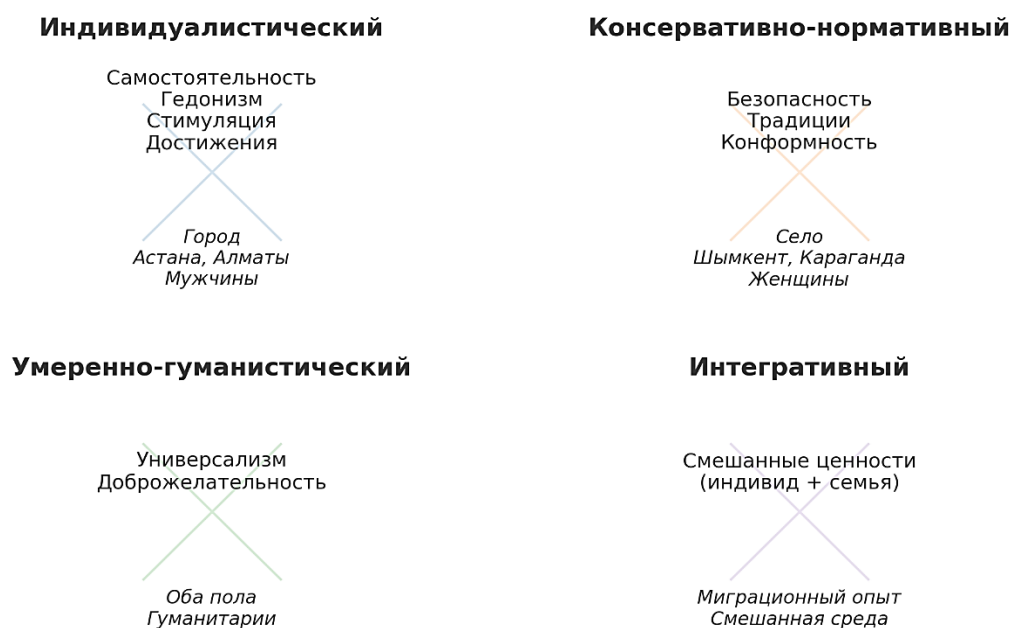 Индивидуалистический
Самостоятельность
Гедонизм
Стимуляция
Достижения
Город
Астана, Алматы
Мужчины
Консервативно-нормативный
Безопасность
Традиции
Конформность
Село
Шымкент, Караганда
Женщины
Умеренно-гуманистический
Универсализм
Доброжелательность
Оба пола
Гуманитарии
Интегративный
Смешанные ценности
(индивид + семья)
Миграционный опыт
Смешанная среда